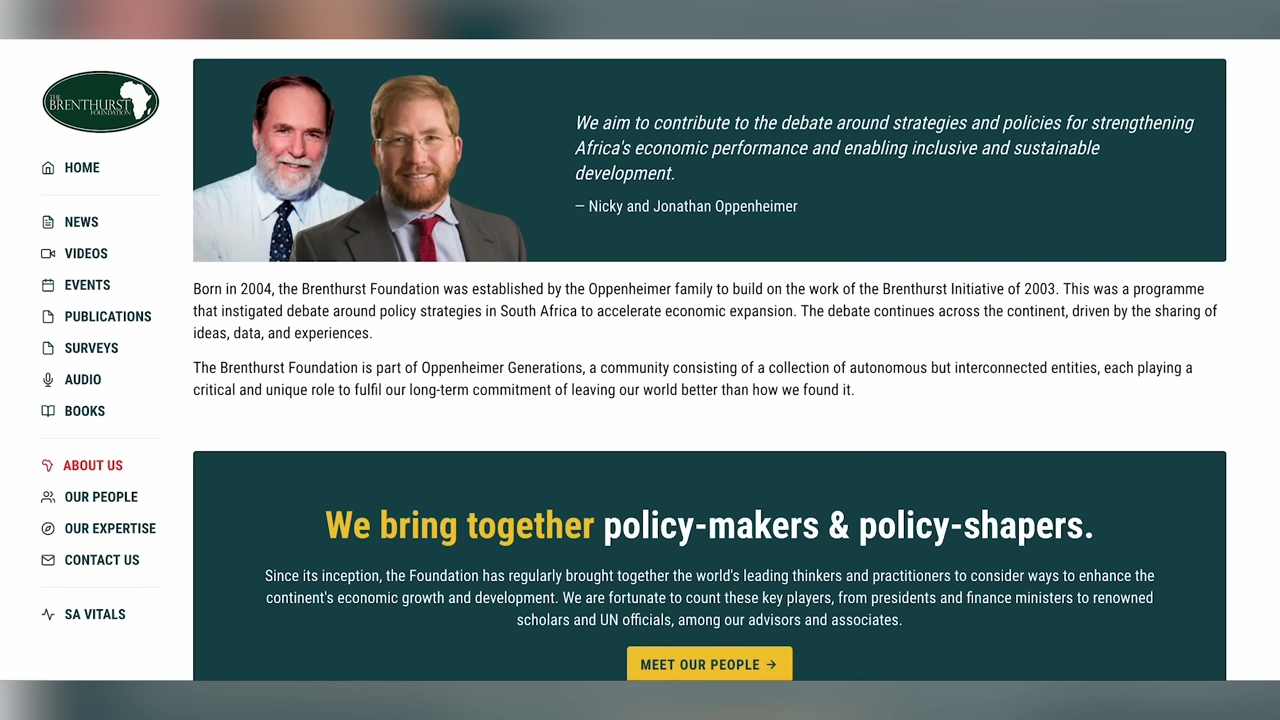 THE
BRENTHURST
FOUNDATION
HOME
NEWS
VIDEOS
EVENTS
PUBLICATIONS
SURVEYS
AUDIO
BOOKS
ABOUT US
OUR PEOPLE
OUR EXPERTISE
CONTACT US
SA VITALS
We aim to contribute to the debate around strategies and policies for strengthening
Africa's economic performance and enabling inclusive and sustainable
development.
— Nicky and Jonathan Oppenheimer
Born in 2004, the Brenthurst Foundation was established by the Oppenheimer family to build on the work of the Brenthurst Initiative of 2003. This was a programme
that instigated debate around policy strategies in South Africa to accelerate economic expansion. The debate continues across the continent, driven by the sharing of
ideas, data, and experiences.
The Brenthurst Foundation is part of Oppenheimer Generations, a community consisting of a collection of autonomous but interconnected entities, each playing a
critical and unique role to fulfil our long-term commitment of leaving our world better than how we found it.
We bring together policy-makers & policy-shapers.
Since its inception, the Foundation has regularly brought together the world's leading thinkers and practitioners to consider ways to enhance the
continent's economic growth and development. We are fortunate to count these key players, from presidents and finance ministers to renowned
scholars and UN officials, among our advisors and associates.
MEET OUR PEOPLE →